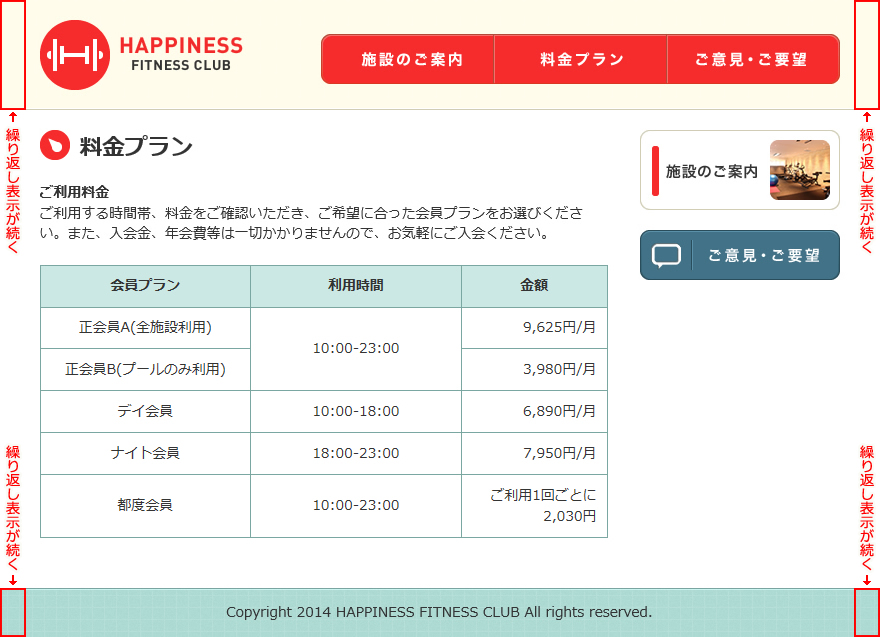 HAPPINESS
FITNESS CLUB
施設のご案内
料金プラン
ご意見・ご要望
繰り返し表示が続く
繰り返し表示が続く
料金プラン
ご利用料金
ご利用する時間帯、料金をご確認いただき、ご希望に合った会員プランをお選びくださ
い。また、入会金、年会費等は一切かかりませんので、お気軽にご入会ください。
施設のご案内
ご意見・ご要望
会員プラン 利用時間 金額
正会員A(全施設利用) 10:00-23:00 9,625円/月
正会員B(プールのみ利用) 3,980円/月
デイ会員 10:00-18:00 6,890円/月
ナイト会員 18:00-23:00 7,950円/月
都度会員 10:00-23:00 ご利用1回ごとに
2,030円
繰り返し表示が続く
繰り返し表示が続く
Copyright 2014 HAPPINESS FITNESS CLUB All rights reserved.